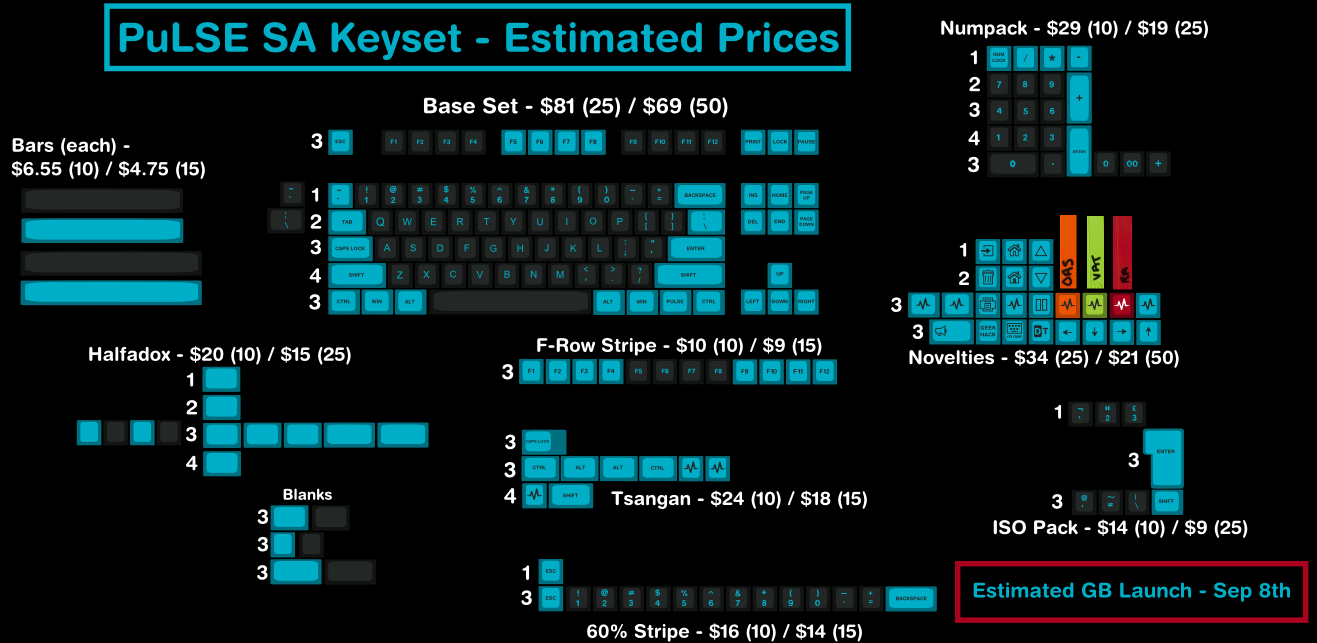 PuLSE SA Keyset - Estimated Prices
Numpack - $29 (10) / $19 (25)
1 NUM LOCK / * -
2 7 8 9 +
3 4 5 6
4 1 2 3 ENTER
3 0 . 0 00 +
Base Set - $81 (25) / $69 (50)
3 ESC F1 F2 F3 F4 F5 F6 F7 F8 F9 F10 F11 F12 PRINT LOCK PAUSE
1 ! 1 @ 2 # 3 $ 4 % 5 ^ 6 & 7 * 8 ( 9 ) 0 - + = BACKSPACE INS HOME PAGE UP
2 TAB Q W E R T Y U I O P { [ } ] | \ DEL END PAGE DOWN
3 CAPS LOCK A S D F G H J K L : ; " ' ENTER
4 SHIFT Z X C V B N M < , > . ? / SHIFT UP
3 CTRL WIN ALT ALT WIN PULSE CTRL LEFT DOWN RIGHT
Bars (each) -
$6.55 (10) / $4.75 (15)
1
2 DAS VAT RA
3
3 GEEK HACK DT
Novelties - $34 (25) / $21 (50)
Halfadox - $20 (10) / $15 (25)
1
2
3
4
F-Row Stripe - $10 (10) / $9 (15)
3 F1 F2 F3 F4 F5 F6 F7 F8 F9 F10 F11 F12
3 CAPS LOCK
3 CTRL ALT ALT CTRL
4 SHIFT
Tsangan - $24 (10) / $18 (15)
1 ¬ ` " 2 £ 3
3 ENTER
3 @ ' ~ # | \ SHIFT
ISO Pack - $14 (10) / $9 (25)
Blanks
3
3
3
1 ESC
3 ESC ! 1 @ 2 # 3 $ 4 % 5 ^ 6 & 7 * 8 ( 9 ) 0 - + = BACKSPACE
60% Stripe - $16 (10) / $14 (15)
Estimated GB Launch - Sep 8th